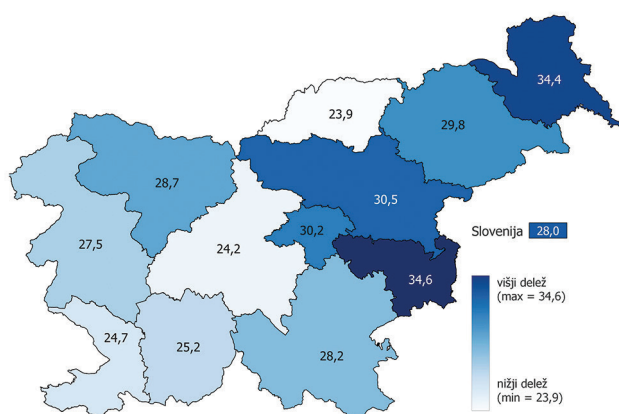 34,4
23,9
29,8
28,7
30,5
30,2
27,5
24,2
Slovenija 28,0
34,6
24,7
25,2
28,2
višji delež
(max = 34,6)
nižji delež
(min = 23,9)